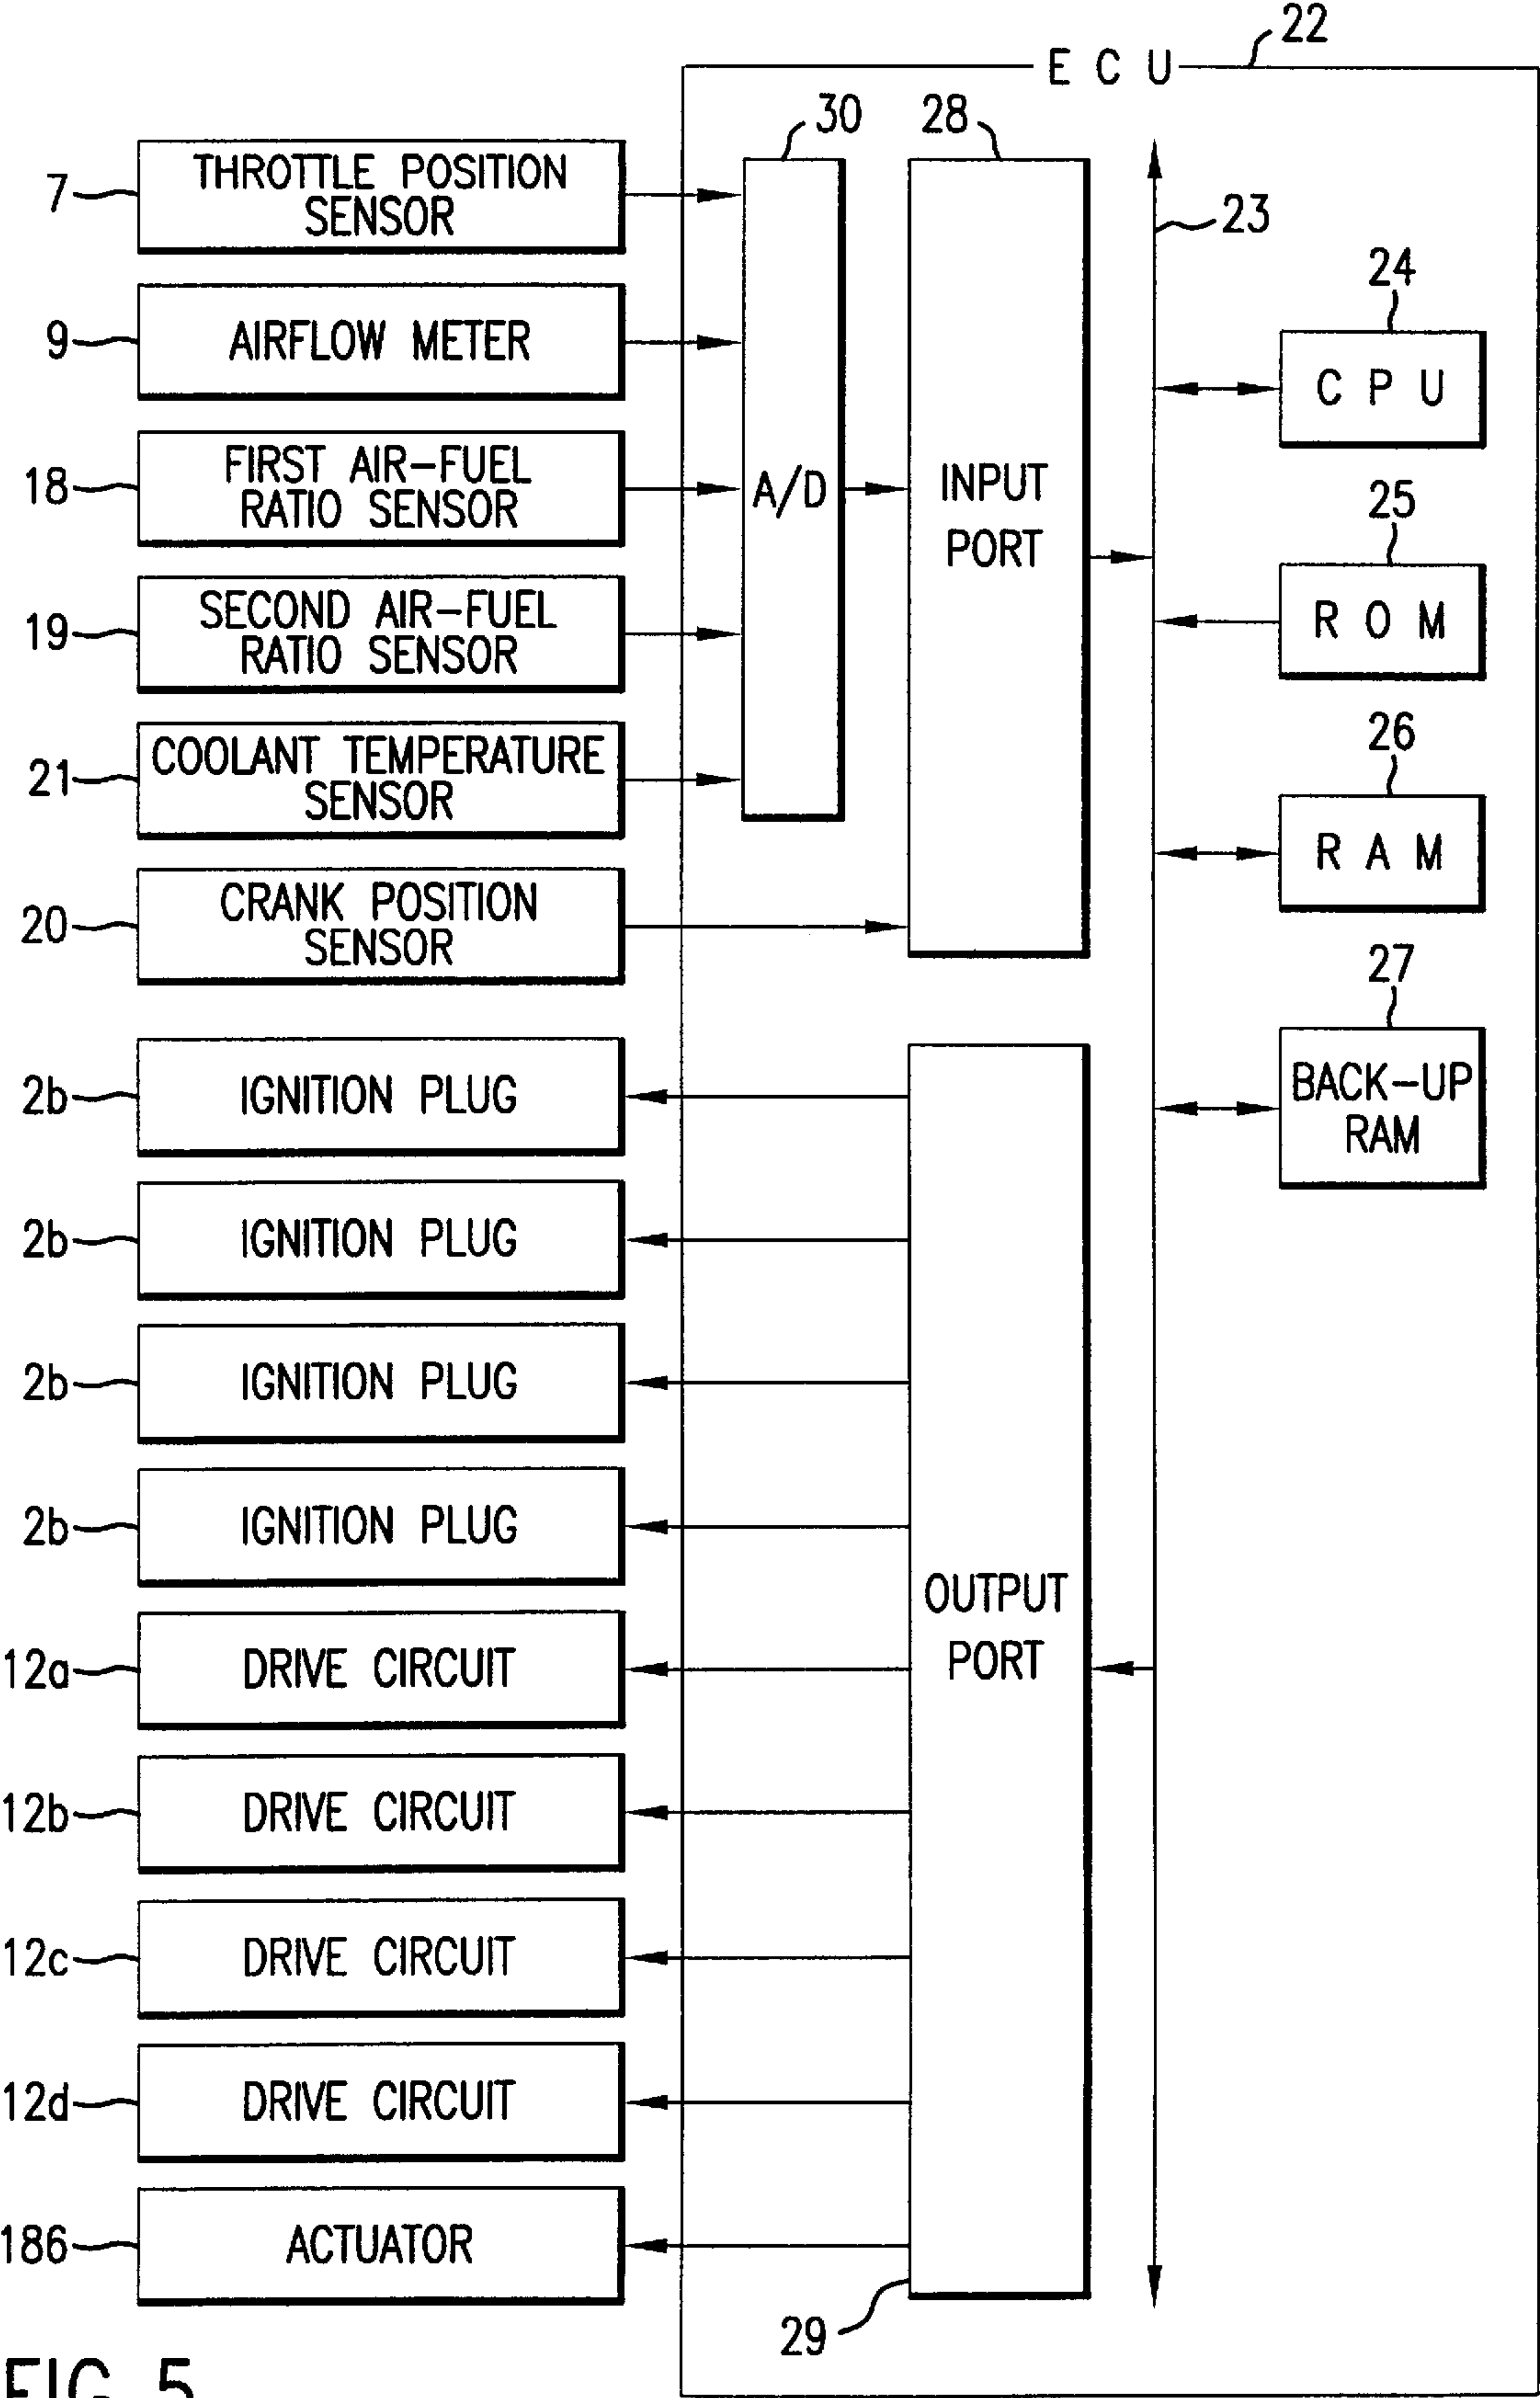 22
E C U
30
28
7
THROTTLE POSITION
SENSOR
23
24
9
AIRFLOW METER
C P U
18
FIRST AIR-FUEL
RATIO SENSOR
A/D
INPUT
PORT
25
19
SECOND AIR-FUEL
RATIO SENSOR
R O M
21
COOLANT TEMPERATURE
SENSOR
26
R A M
20
CRANK POSITION
SENSOR
27
BACK-UP
RAM
2b
IGNITION PLUG
2b
IGNITION PLUG
2b
IGNITION PLUG
2b
IGNITION PLUG
OUTPUT
PORT
12a
DRIVE CIRCUIT
12b
DRIVE CIRCUIT
12c
DRIVE CIRCUIT
12d
DRIVE CIRCUIT
186
ACTUATOR
29
FIG. 5